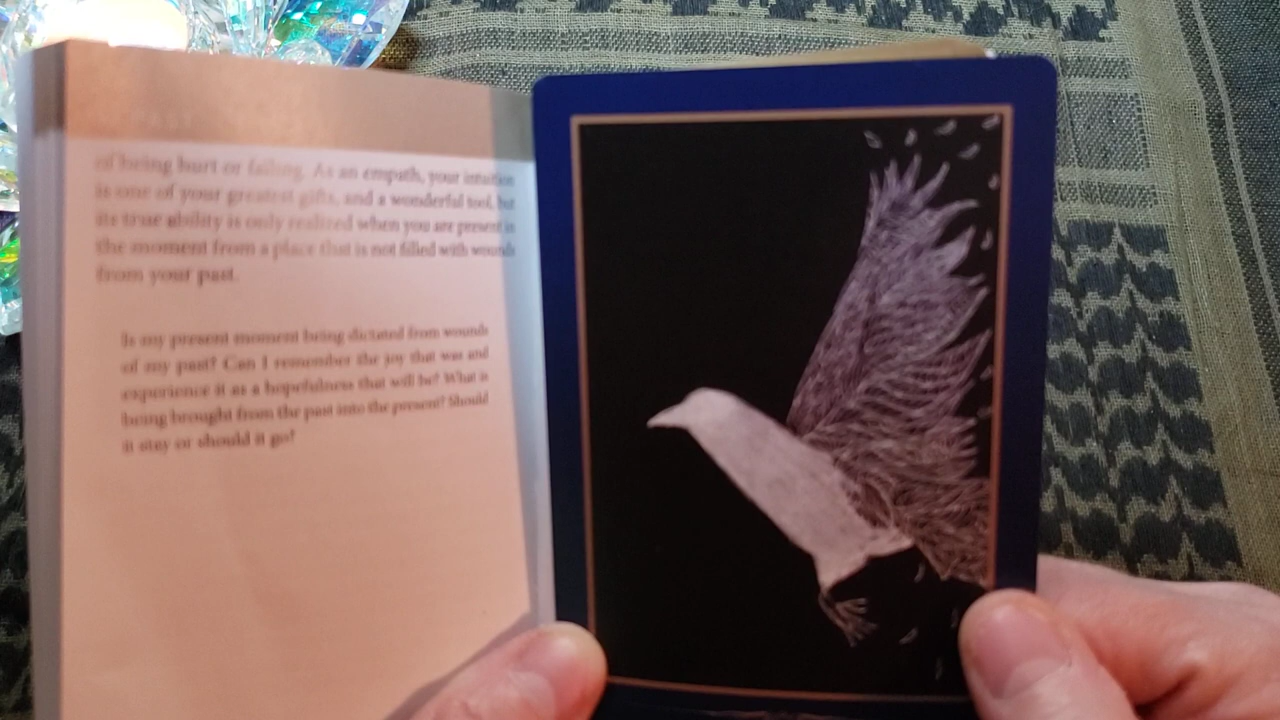 of being hurt or failing. As an empath, your intuition
is one of your greatest gifts, and a wonderful tool, but
its true ability is only realized when you are present in
the moment from a place that is not filled with wounds
from your past.
Is my present moment being dictated from wounds
of my past? Can I remember the joy that was and
experience it as a hopefulness that will be? What is
being brought from the past into the present? Should
it stay or should it go?